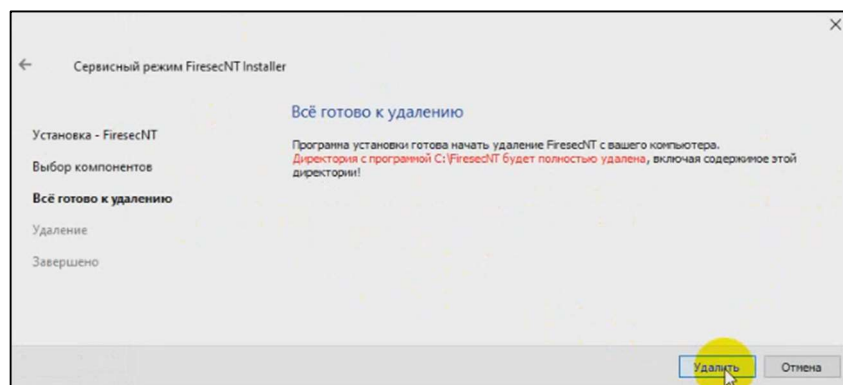 Сервисный режим FiresecNT Installer
Установка - FiresecNT
Выбор компонентов
Всё готово к удалению
Удаление
Завершено
Всё готово к удалению
Программа установки готова начать удаление FiresecNT с вашего компьютера.
Директория с программой C:\FiresecNT будет полностью удалена, включая содержимое этой
директории!
Удалить
Отмена